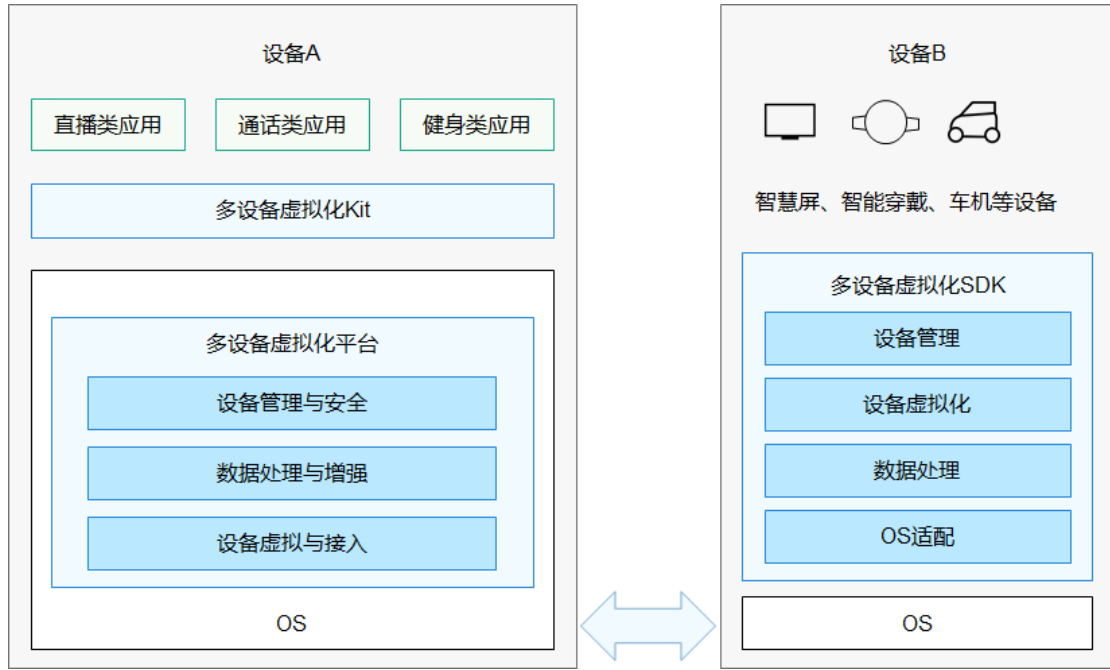 设备A
直播类应用
通话类应用
健身类应用
多设备虚拟化Kit
多设备虚拟化平台
设备管理与安全
数据处理与增强
设备虚拟与接入
OS
设备B
智慧屏、智能穿戴、车机等设备
多设备虚拟化SDK
设备管理
设备虚拟化
数据处理
OS适配
OS